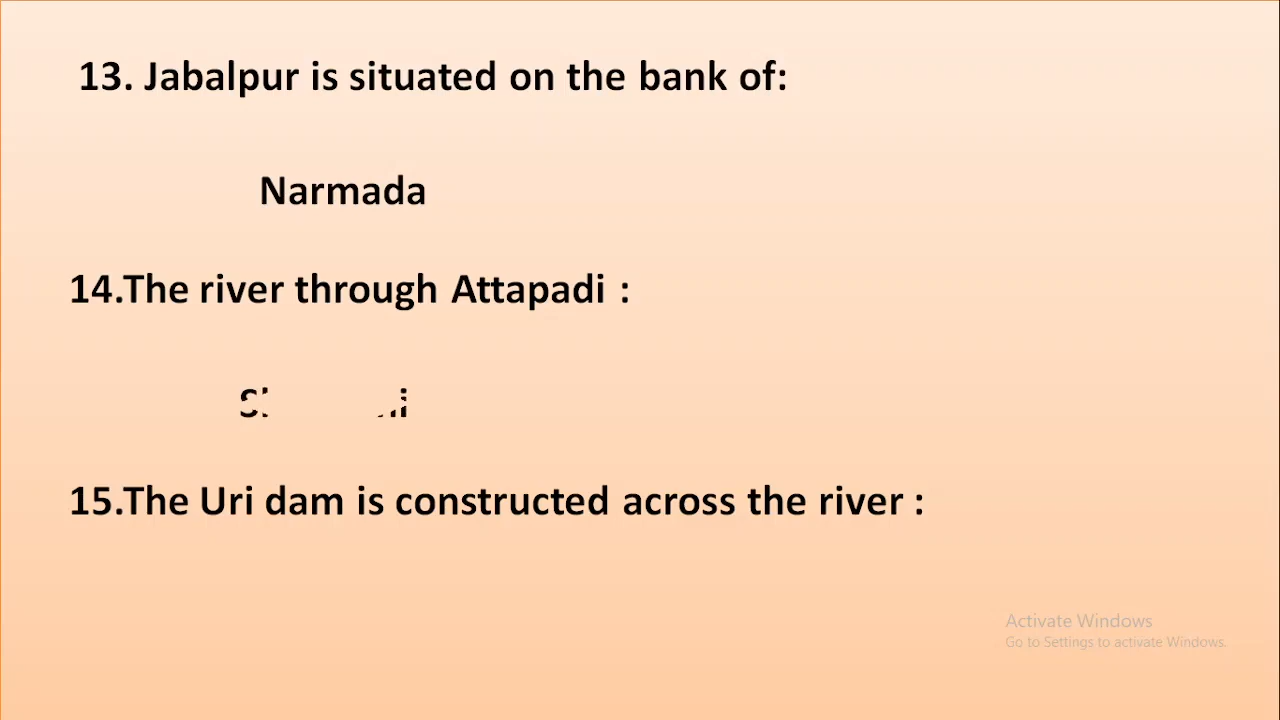 13. Jabalpur is situated on the bank of:
Narmada
14.The river through Attapadi :
15.The Uri dam is constructed across the river :
Activate Windows
Go to Settings to activate Windows.